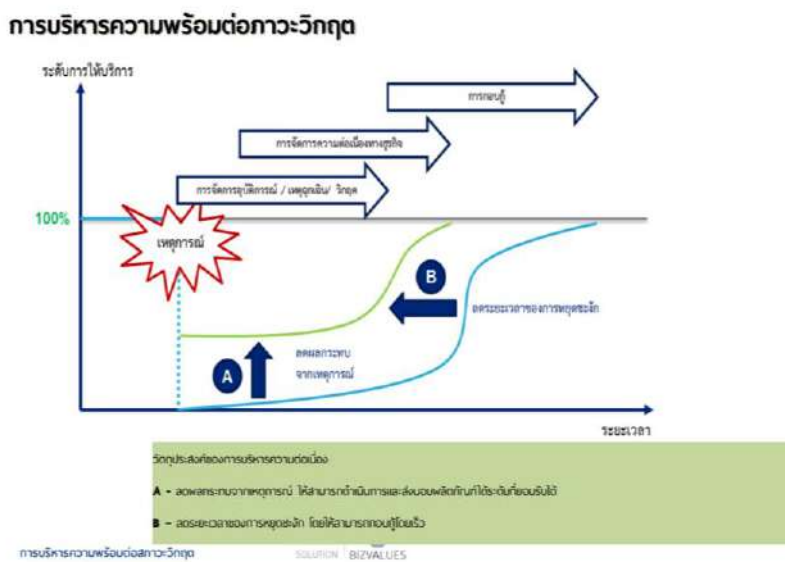 การบริหารความพร้อมต่อภาวะวิกฤต
ระดับการให้บริการ
การกอบกู้
การจัดการความต่อเนื่องทางธุรกิจ
การจัดการอุบัติการณ์ / เหตุฉุกเฉิน/ วิกฤต
100%
เหตุการณ์
B
ลดระยะเวลาของการหยุดชะงัก
A
ลดผลกระทบ
จากเหตุการณ์
ระยะเวลา
วัตถุประสงค์ของการบริหารความต่อเนื่อง
A - ลดผลกระทบจากเหตุการณ์ ให้สามารถดำเนินการและส่งมอบผลิตภัณฑ์ได้ระดับที่ยอมรับได้
B - ลดระยะเวลาของการหยุดชะงัก โดยให้สามารถกอบกู้โดยเร็ว
การบริหารความพร้อมต่อสภาวะวิกฤต
SOLUTION BIZVALUES